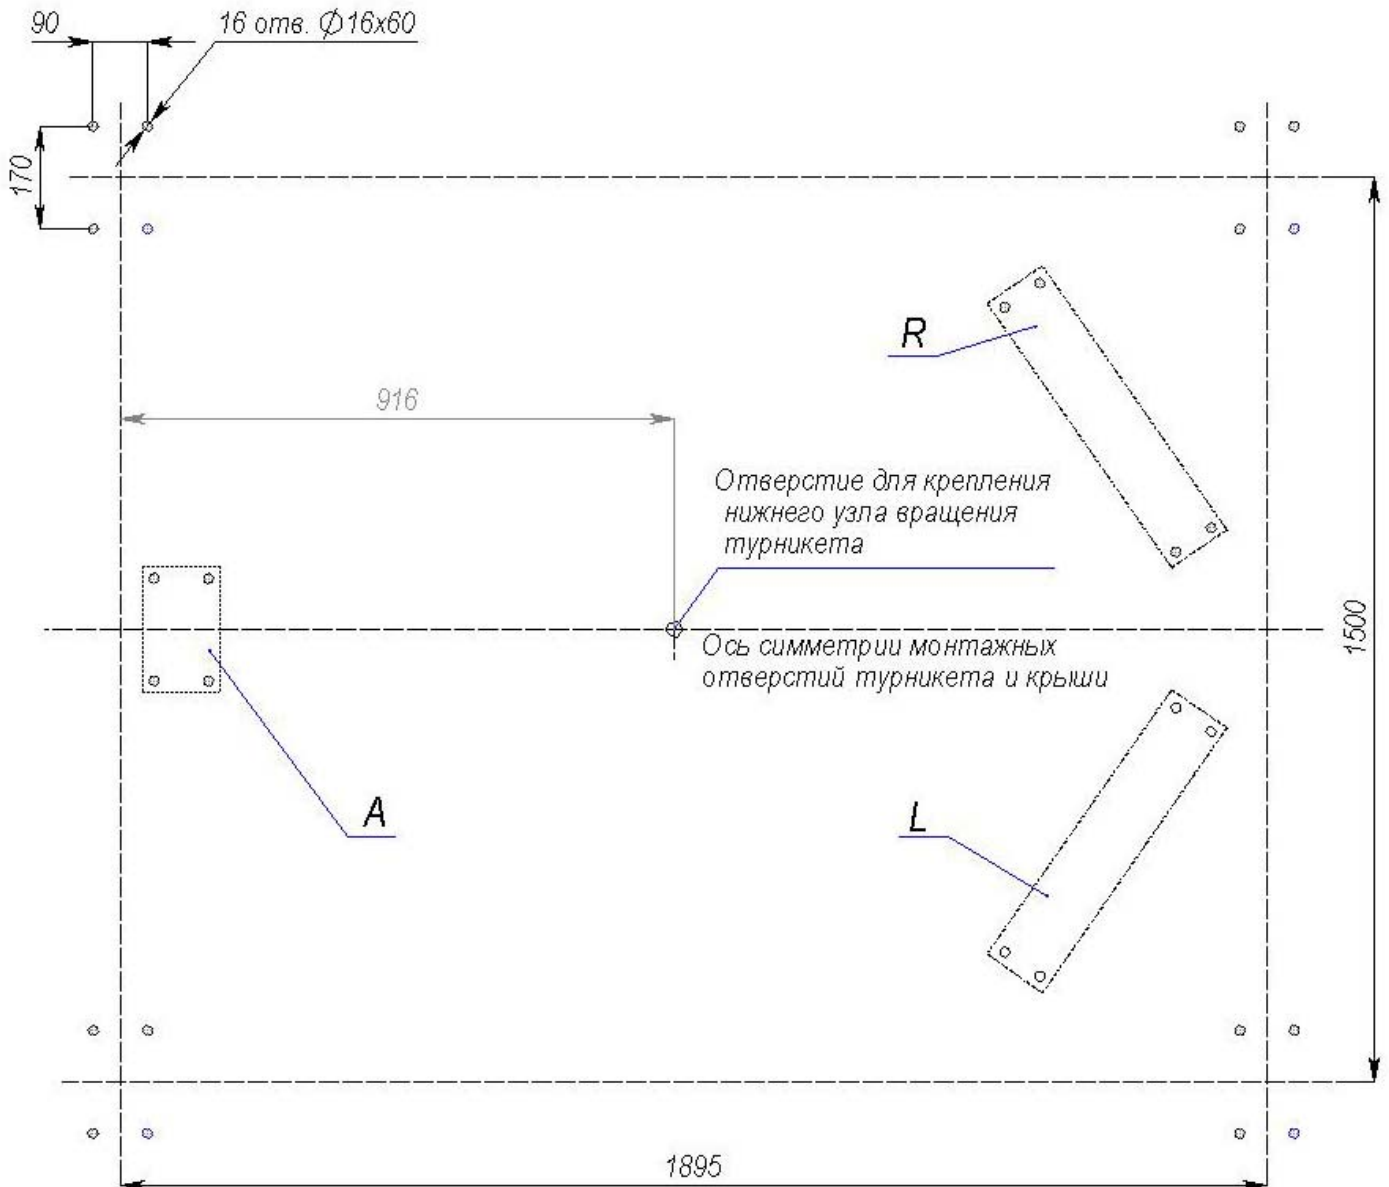 90
16 отв. Ф16х60
170
R
916
Отверстие для крепления
нижнего узла вращения
турникета
1500
Ось симметрии монтажных
отверстий турникета и крыши
A
L
1895